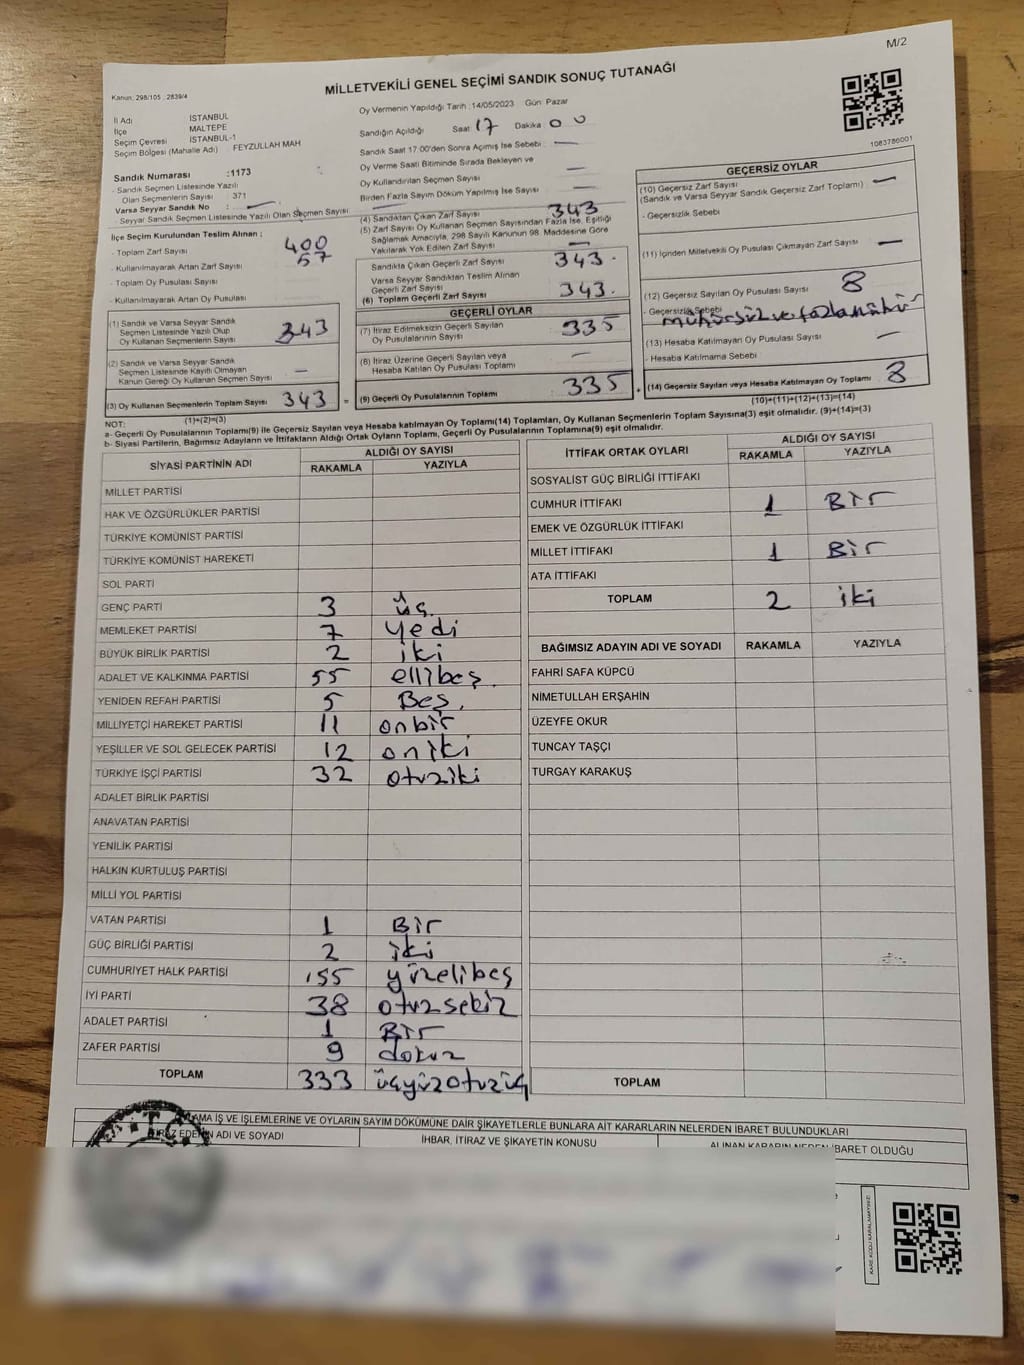 M/2
MİLLETVEKİLİ GENEL SEÇİMİ SANDIK SONUÇ TUTANAĞI
Kanun: 298/105 ; 2839/4
İl Adı İSTANBUL
İlçe MALTEPE
Seçim Çevresi İSTANBUL-1
Seçim Bölgesi (Mahalle Adı) FEYZULLAH MAH
Sandık Numarası :1173
- Sandık Seçmen Listesinde Yazılı
Olan Seçmenlerin Sayısı : 371
Varsa Seyyar Sandık No : —
- Seyyar Sandık Seçmen Listesinde Yazılı Olan Seçmen Sayısı
İlçe Seçim Kurulundan Teslim Alınan ;
- Toplam Zarf Sayısı 400
- Kullanılmayarak Artan Zarf Sayısı 57
- Toplam Oy Pusulası Sayısı
- Kullanılmayarak Artan Oy Pusulası
(1) Sandık ve Varsa Seyyar Sandık
Seçmen Listesinde Yazılı Olup
Oy Kullanan Seçmenlerin Sayısı 343
(2) Sandık ve Varsa Seyyar Sandık
Seçmen Listesinde Kayıtlı Olmayan
Kanun Gereği Oy Kullanan Seçmen Sayısı —
(3) Oy Kullanan Seçmenlerin Toplam Sayısı 343 =
(1)+(2)=(3)
Oy Vermenin Yapıldığı Tarih :14/05/2023 Gün: Pazar
Sandığın Açıldığı Saat: 17 Dakika: 00
Sandık Saat 17:00'den Sonra Açımış İse Sebebi —
Oy Verme Saati Bitiminde Sırada Bekleyen ve
Oy Kullandırılan Seçmen Sayısı —
Birden Fazla Sayım Döküm Yapılmış İse Sayısı —
(4) Sandıktan Çıkan Zarf Sayısı 343
(5) Zarf Sayısı Oy Kullanan Seçmen Sayısından Fazla İse, Eşitliği
Sağlamak Amacıyla, 298 Sayılı Kanunun 98. Maddesine Göre
Yakılarak Yok Edilen Zarf Sayısı —
Sandıkta Çıkan Geçerli Zarf Sayısı 343
Varsa Seyyar Sandıktan Teslim Alınan
Geçerli Zarf Sayısı
(6) Toplam Geçerli Zarf Sayısı 343
GEÇERLİ OYLAR
(7) İtiraz Edilmeksizin Geçerli Sayılan
Oy Pusulalarının Sayısı 335
(8) İtiraz Üzerine Geçerli Sayılan veya
Hesaba Katılan Oy Pusulası Toplamı —
(9) Geçerli Oy Pusulalarının Toplamı 335
1083786001
GEÇERSİZ OYLAR
(10) Geçersiz Zarf Sayısı —
(Sandık ve Varsa Seyyar Sandık Geçersiz Zarf Toplamı)
- Geçersizlik Sebebi
(11) İçinden Milletvekili Oy Pusulası Çıkmayan Zarf Sayısı —
(12) Geçersiz Sayılan Oy Pusulası Sayısı 8
- Geçersizlik Sebebi mühürsüz ve fazla mühür
(13) Hesaba Katılmayan Oy Pusulası Sayısı —
- Hesaba Katılmama Sebebi
(14) Geçersiz Sayılan veya Hesaba Katılmayan Oy Toplamı 8
(10)+(11)+(12)+(13)=(14)
NOT:
a- Geçerli Oy Pusulalarının Toplamı(9) ile Geçersiz Sayılan veya Hesaba katılmayan Oy Toplamı(14) Toplamları, Oy Kullanan Seçmenlerin Toplam Sayısına(3) eşit olmalıdır. (9)+(14)=(3)
b- Siyasi Partilerin, Bağımsız Adayların ve İttifakların Aldığı Ortak Oyların Toplamı, Geçerli Oy Pusulalarının Toplamına(9) eşit olmalıdır.
SİYASİ PARTİNİN ADI ALDIĞI OY SAYISI
RAKAMLA YAZIYLA
MİLLET PARTİSİ
HAK VE ÖZGÜRLÜKLER PARTİSİ
TÜRKİYE KOMÜNİST PARTİSİ
TÜRKİYE KOMÜNİST HAREKETİ
SOL PARTİ
GENÇ PARTİ 3 üç
MEMLEKET PARTİSİ 7 yedi
BÜYÜK BİRLİK PARTİSİ 2 iki
ADALET VE KALKINMA PARTİSİ 55 ellibeş
YENİDEN REFAH PARTİSİ 5 Beş
MİLLİYETÇİ HAREKET PARTİSİ 11 onbir
YEŞİLLER VE SOL GELECEK PARTİSİ 12 oniki
TÜRKİYE İŞÇİ PARTİSİ 32 otuziki
ADALET BİRLİK PARTİSİ
ANAVATAN PARTİSİ
YENİLİK PARTİSİ
HALKIN KURTULUŞ PARTİSİ
MİLLİ YOL PARTİSİ
VATAN PARTİSİ 1 Bir
GÜÇ BİRLİĞİ PARTİSİ 2 iki
CUMHURİYET HALK PARTİSİ 155 yüzelibeş
İYİ PARTİ 38 otuzsekiz
ADALET PARTİSİ 1 Bir
ZAFER PARTİSİ 9 dokuz
TOPLAM 333 üçyüzotuzüç
İTTİFAK ORTAK OYLARI ALDIĞI OY SAYISI
RAKAMLA YAZIYLA
SOSYALİST GÜÇ BİRLİĞİ İTTİFAKI
CUMHUR İTTİFAKI 1 Bir
EMEK VE ÖZGÜRLÜK İTTİFAKI
MİLLET İTTİFAKI 1 Bir
ATA İTTİFAKI
TOPLAM 2 iki
BAĞIMSIZ ADAYIN ADI VE SOYADI RAKAMLA YAZIYLA
FAHRİ SAFA KÜPCÜ
NİMETULLAH ERŞAHİN
ÜZEYFE OKUR
TUNCAY TAŞÇI
TURGAY KARAKUŞ
TOPLAM
AMA İŞ VE İŞLEMLERİNE VE OYLARIN SAYIM DÖKÜMÜNE DAİR ŞİKAYETLERLE BUNLARA AİT KARARLARIN NELERDEN İBARET BULUNDUKLARI
İTİRAZ EDENİN ADI VE SOYADI İHBAR, İTİRAZ VE ŞİKAYETİN KONUSU ALINAN KARARIN NEDEN İBARET OLDUĞU
T.C.